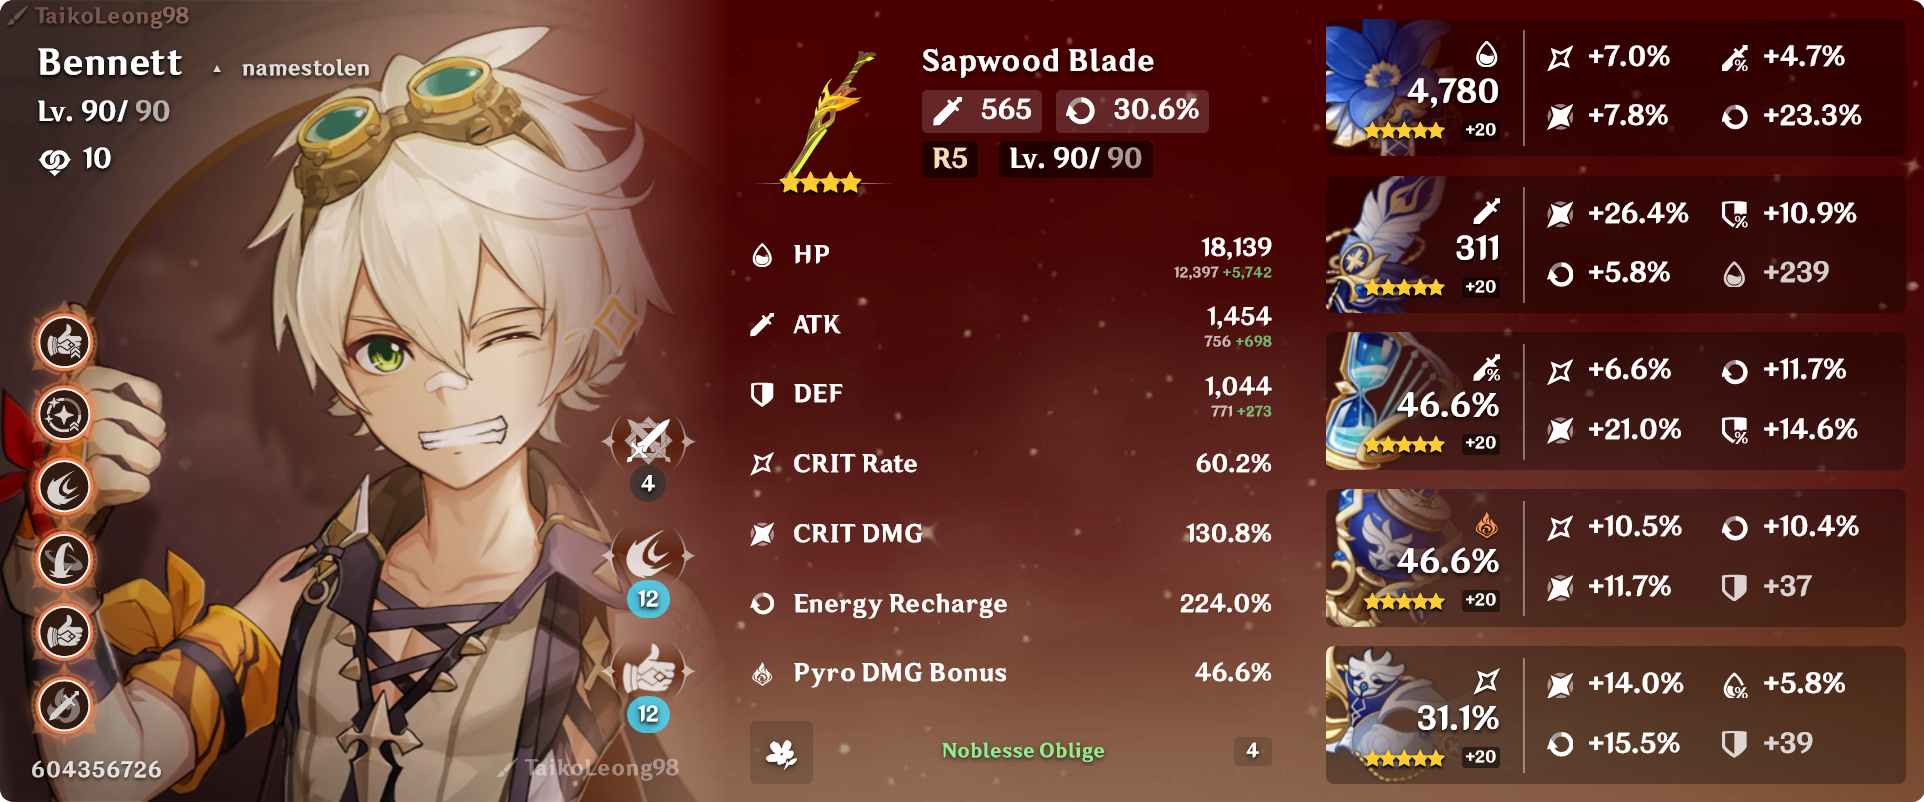 TaikoLeong98
Bennett namestolen
Lv. 90/ 90
10
4
12
12
604356726
TaikoLeong98
Sapwood Blade
565 30.6%
R5 Lv. 90/ 90
HP 18,139
12,397 +5,742
ATK 1,454
756 +698
DEF 1,044
771 +273
CRIT Rate 60.2%
CRIT DMG 130.8%
Energy Recharge 224.0%
Pyro DMG Bonus 46.6%
Noblesse Oblige 4
+7.0% +4.7%
4,780
+7.8% +23.3%
+20
+26.4% +10.9%
311
+5.8% +239
+20
+6.6% +11.7%
46.6%
+21.0% +14.6%
+20
+10.5% +10.4%
46.6%
+11.7% +37
+20
+14.0% +5.8%
31.1%
+15.5% +39
+20